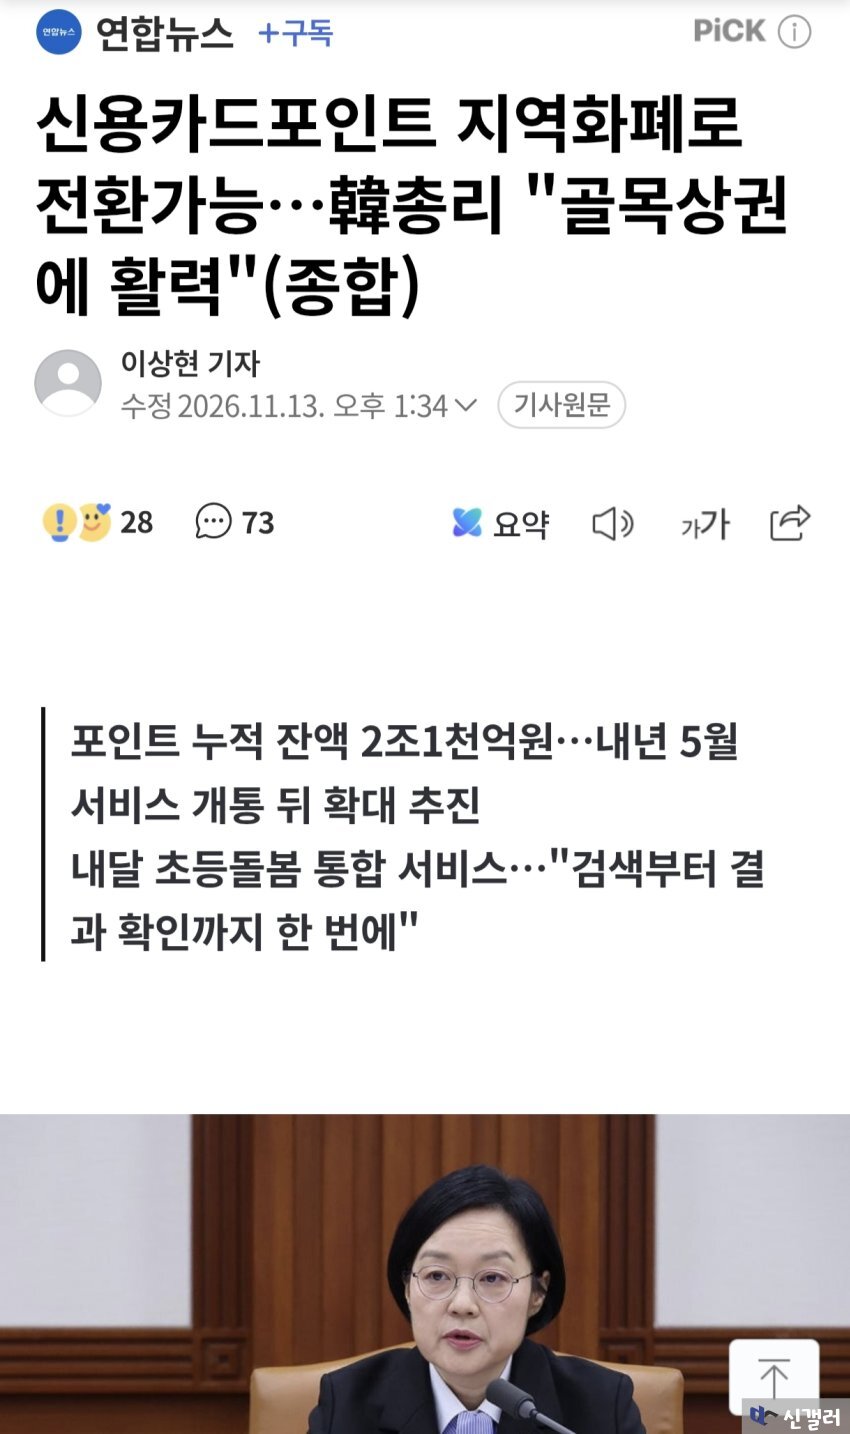 연합뉴스 연합뉴스 +구독 PiCK i
신용카드포인트 지역화폐로
전환가능…韓총리 "골목상권
에 활력"(종합)
이상현 기자
수정 2026.11.13. 오후 1:34 기사원문
28 73 요약 가가
포인트 누적 잔액 2조1천억원…내년 5월
서비스 개통 뒤 확대 추진
내달 초등돌봄 통합 서비스…"검색부터 결
과 확인까지 한 번에"
신갤러